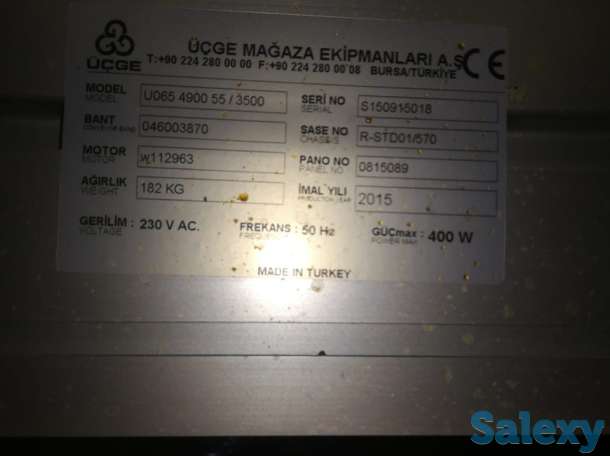 ÜÇGE MAĞAZA EKİPMANLARI A.Ş
T:+90 224 280 00 00 F:+90 224 280 00 08 BURSA/TÜRKİYE
CE
ÜÇGE
MODEL U065 4900 55 / 3500 SERİ NO S150915018
MODEL SERIAL
BANT 046003870 ŞASE NO R-STD01/570
CHASSIS
MOTOR w112963 PANO NO 0815089
MOTOR PANEL NO
AĞIRLIK 182 KG İMAL YILI 2015
WEIGHT PRODUCTION YEAR
GERİLİM : 230 V AC. FREKANS : 50 Hz GÜÇmax : 400 W
VOLTAGE POWER MAX
MADE IN TURKEY
Salexy